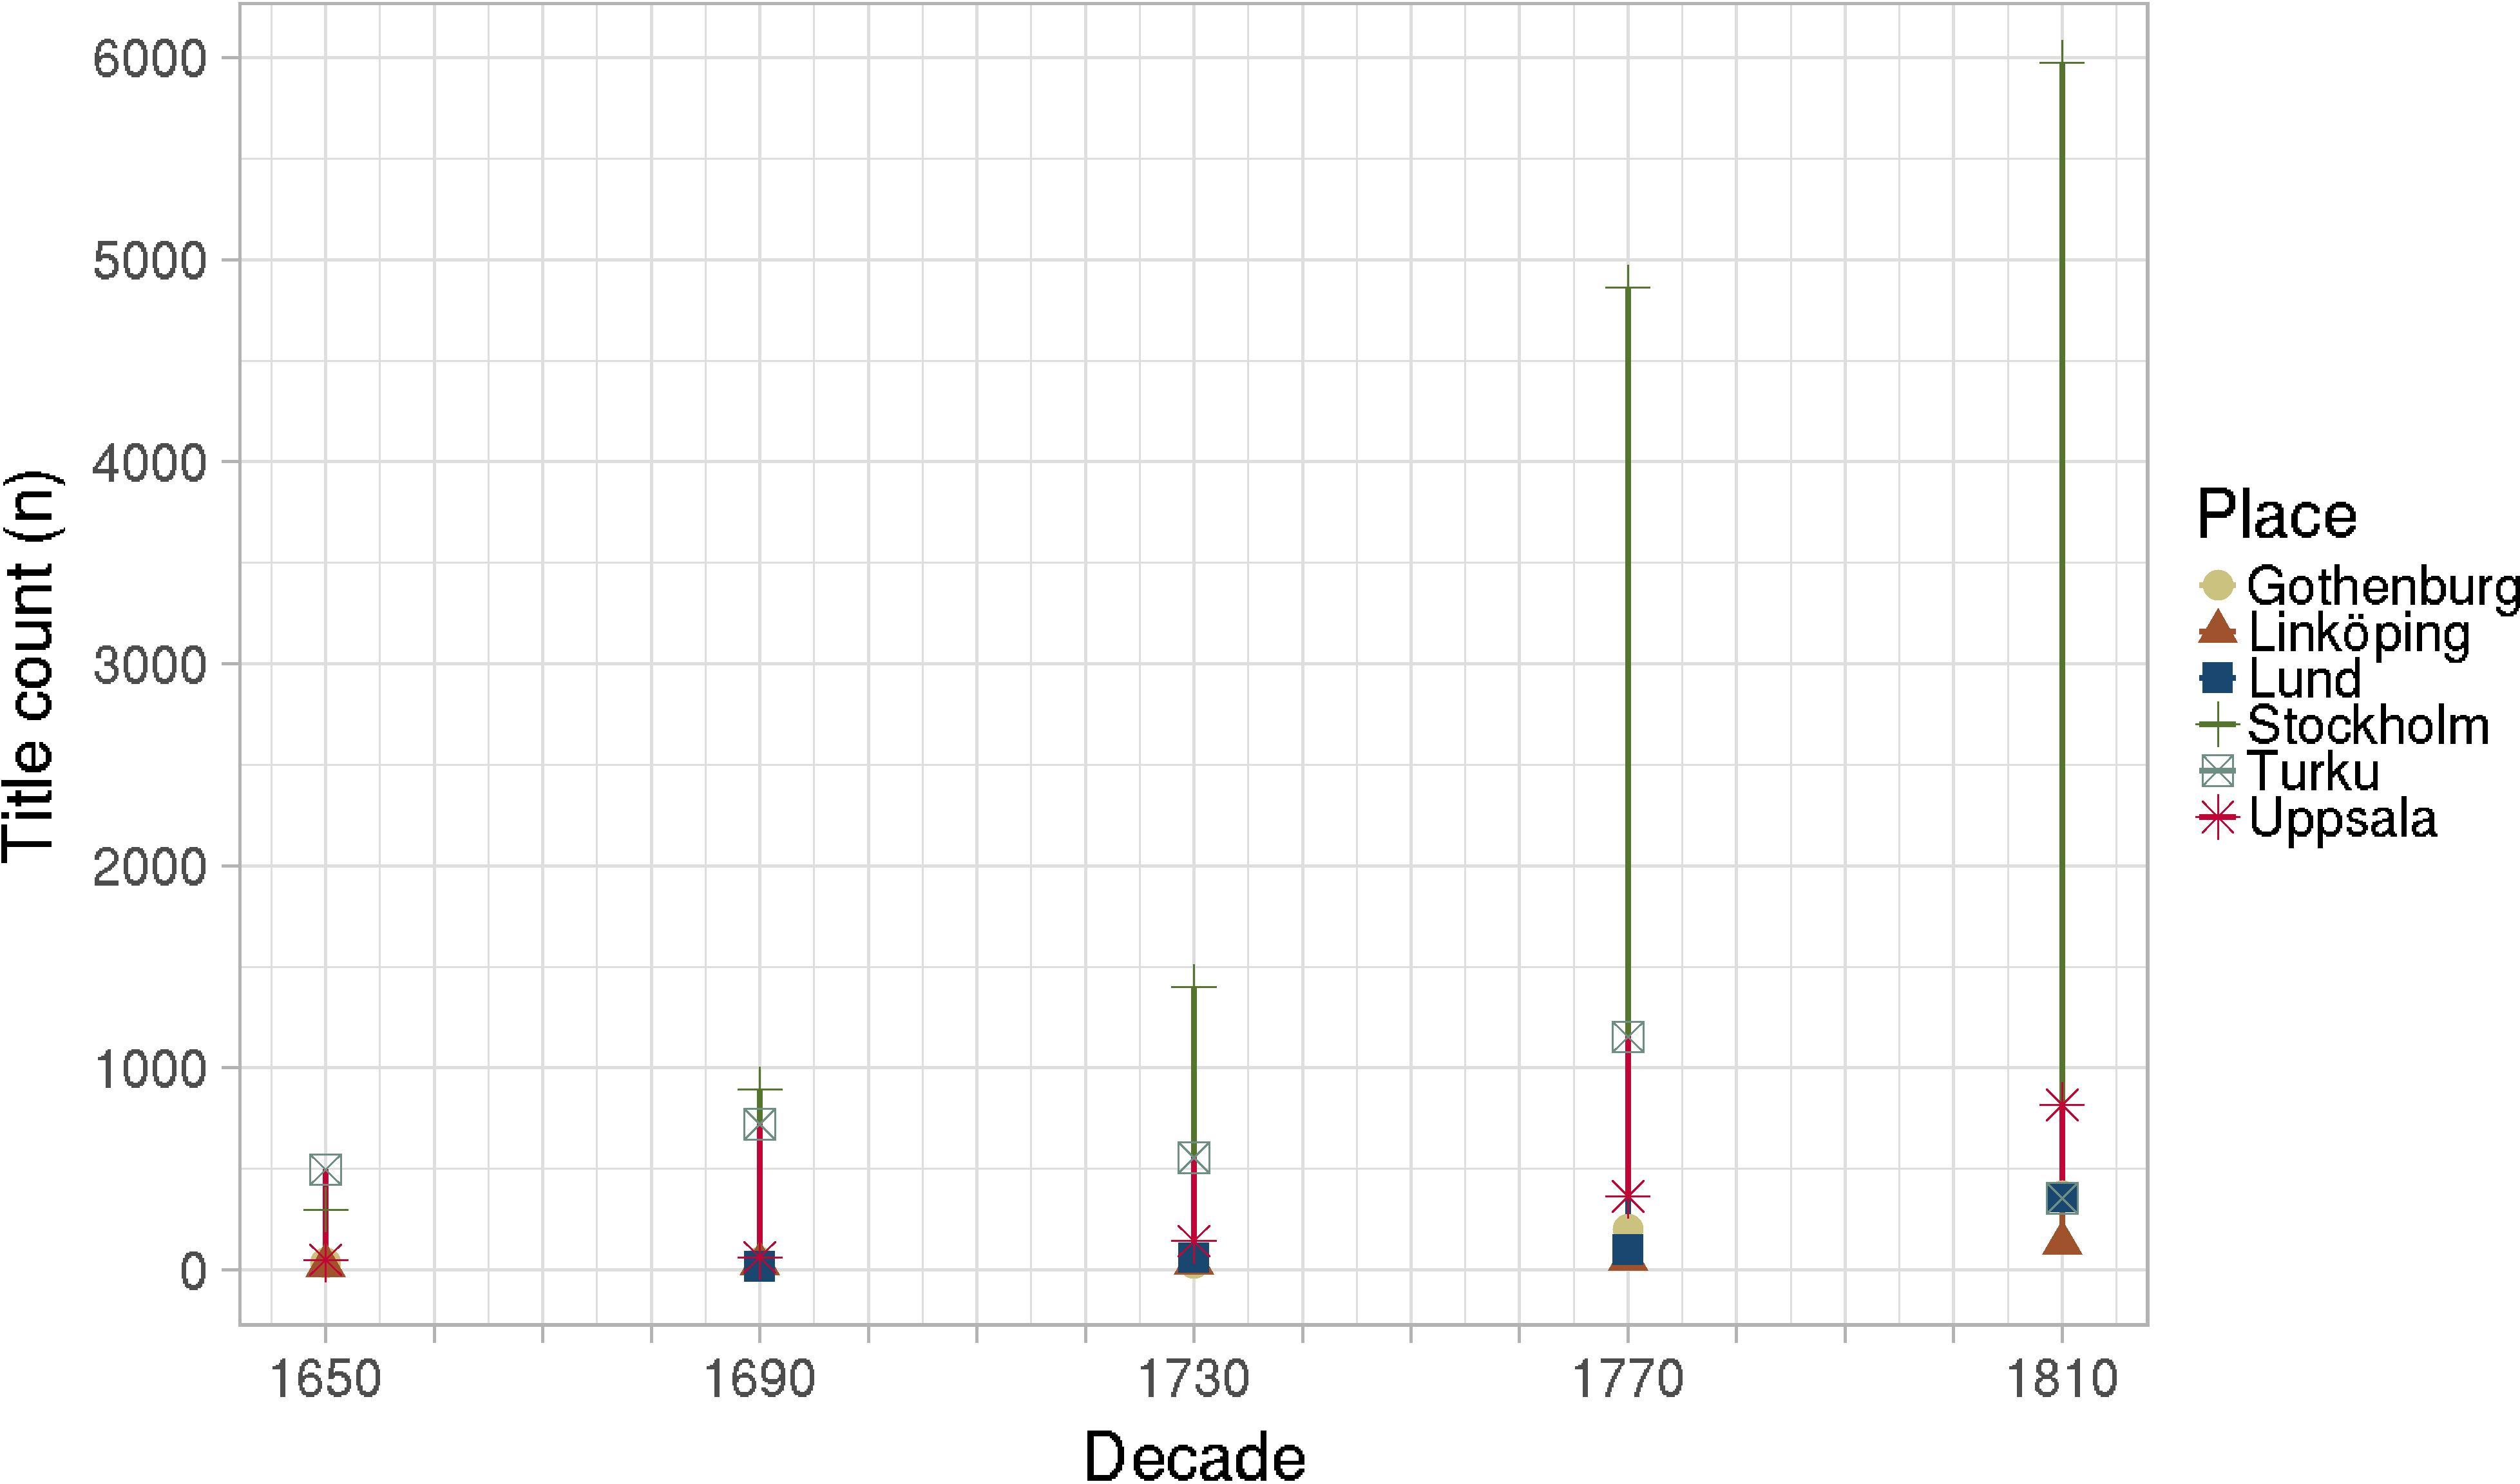 6000
5000
4000
3000
2000
1000
0
Title count (n)
1650 1690 1730 1770 1810
Decade
Place
Gothenburg
Linköping
Lund
Stockholm
Turku
Uppsala